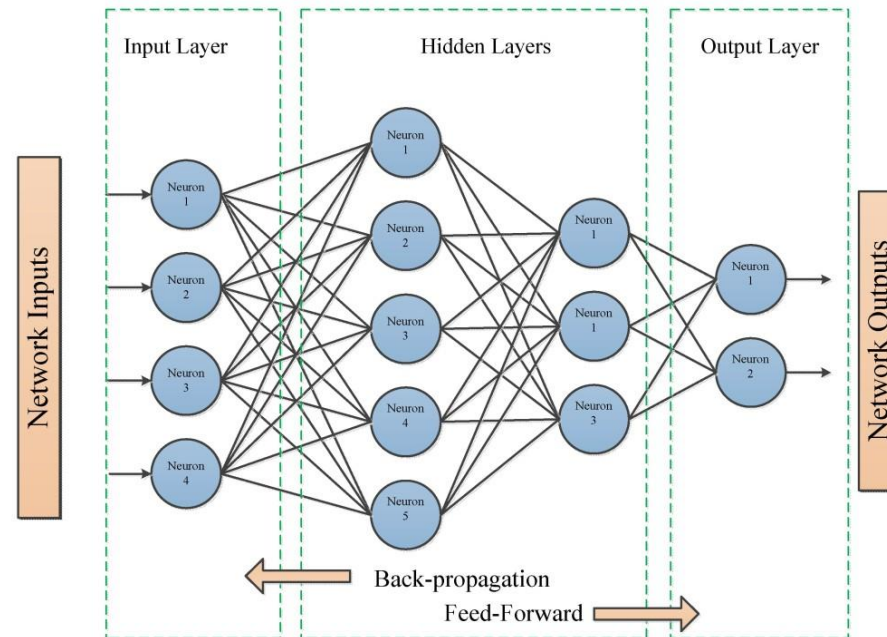 Input Layer
Hidden Layers
Output Layer
Network Inputs
Neuron
1
Neuron
2
Neuron
3
Neuron
4
Neuron
1
Neuron
2
Neuron
3
Neuron
4
Neuron
5
Neuron
1
Neuron
1
Neuron
3
Neuron
1
Neuron
2
Network Outputs
Back-propagation
Feed-Forward